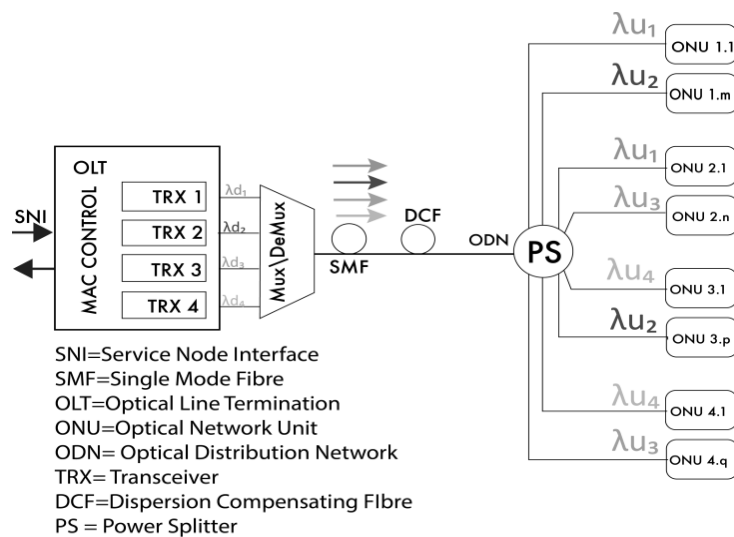 λu₁
ONU 1.1
λu₂
ONU 1.m
λu₁
ONU 2.1
λu₃
ONU 2.n
λu₄
ONU 3.1
λu₂
ONU 3.p
λu₄
ONU 4.1
λu₃
ONU 4.q
OLT
SNI
MAC CONTROL
TRX 1
TRX 2
TRX 3
TRX 4
λd₁
λd₂
λd₃
λd₄
Mux\DeMux
SMF
DCF
ODN
PS
SNI=Service Node Interface
SMF=Single Mode Fibre
OLT=Optical Line Termination
ONU=Optical Network Unit
ODN= Optical Distribution Network
TRX= Transceiver
DCF=Dispersion Compensating FIbre
PS = Power Splitter